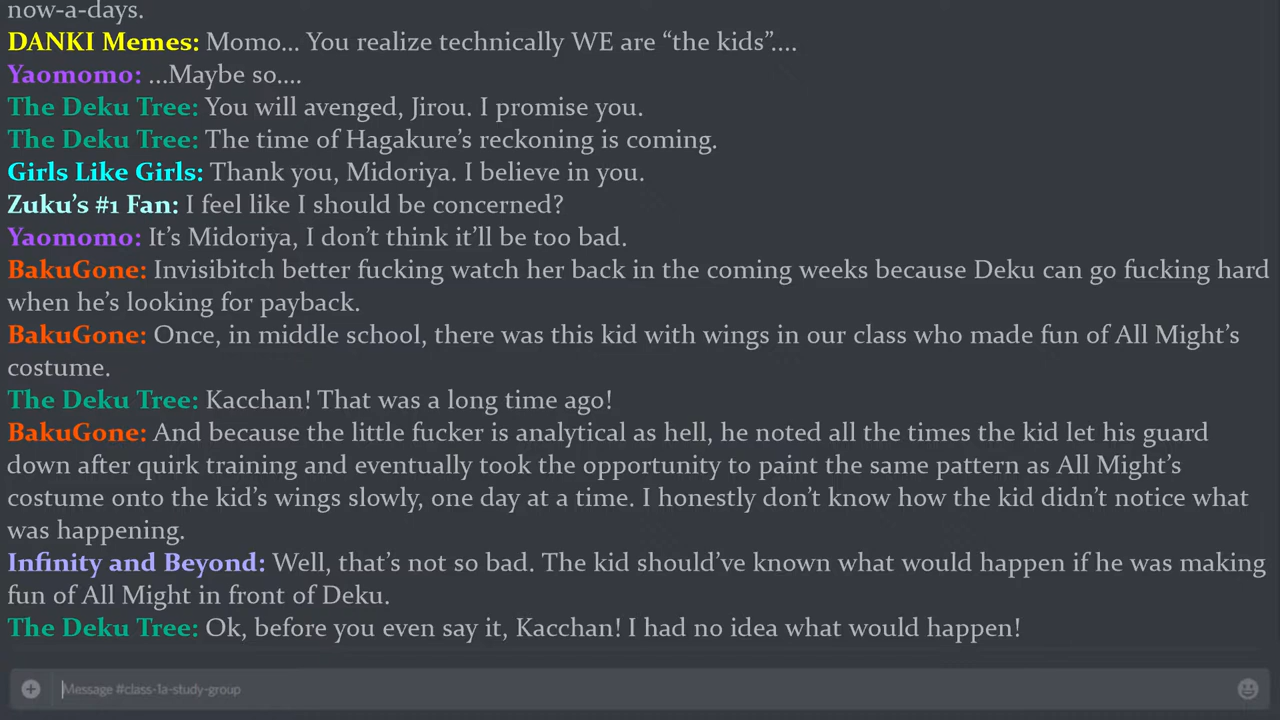 now-a-days.
DANKI Memes: Momo... You realize technically WE are “the kids”....
Yaomomo: ...Maybe so....
The Deku Tree: You will avenged, Jirou. I promise you.
The Deku Tree: The time of Hagakure’s reckoning is coming.
Girls Like Girls: Thank you, Midoriya. I believe in you.
Zuku’s #1 Fan: I feel like I should be concerned?
Yaomomo: It’s Midoriya, I don’t think it’ll be too bad.
BakuGone: Invisibitch better fucking watch her back in the coming weeks because Deku can go fucking hard
when he’s looking for payback.
BakuGone: Once, in middle school, there was this kid with wings in our class who made fun of All Might’s
costume.
The Deku Tree: Kacchan! That was a long time ago!
BakuGone: And because the little fucker is analytical as hell, he noted all the times the kid let his guard
down after quirk training and eventually took the opportunity to paint the same pattern as All Might’s
costume onto the kid’s wings slowly, one day at a time. I honestly don’t know how the kid didn’t notice what
was happening.
Infinity and Beyond: Well, that’s not so bad. The kid should’ve known what would happen if he was making
fun of All Might in front of Deku.
The Deku Tree: Ok, before you even say it, Kacchan! I had no idea what would happen!
Message #class-1a-study-group